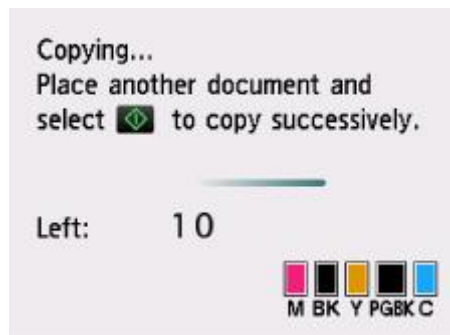 Copying...
Place another document and
select to copy successively.
Left: 10
M BK Y PGBK C